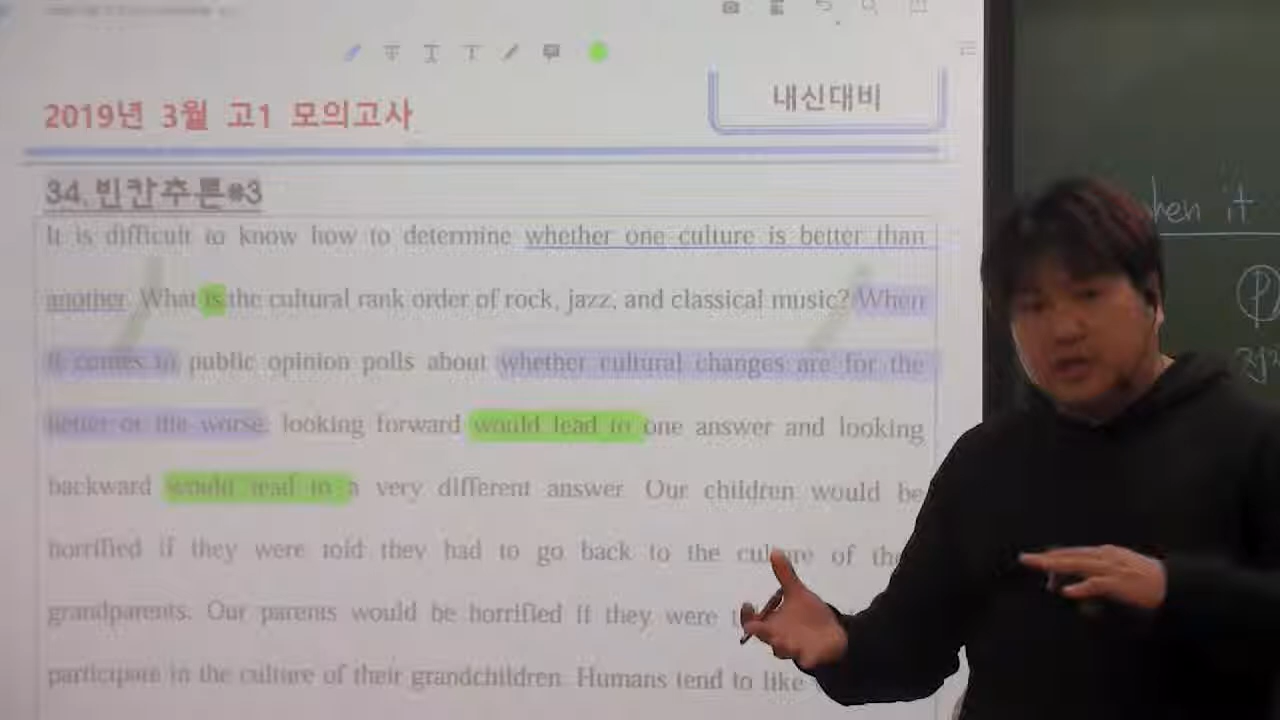 2019년 3월 고1 모의고사
내신대비
34. 빈칸추론#3
It is difficult to know how to determine whether one culture is better than
another. What is the cultural rank order of rock, jazz, and classical music? When
it comes to public opinion polls about whether cultural changes are for the
better or the worse, looking forward would lead to one answer and looking
backward would lead to a very different answer. Our children would be
horrified if they were told they had to go back to the culture of
grandparents. Our parents would be horrified if they were
participate in the culture of their grandchildren. Humans tend to like
hen it